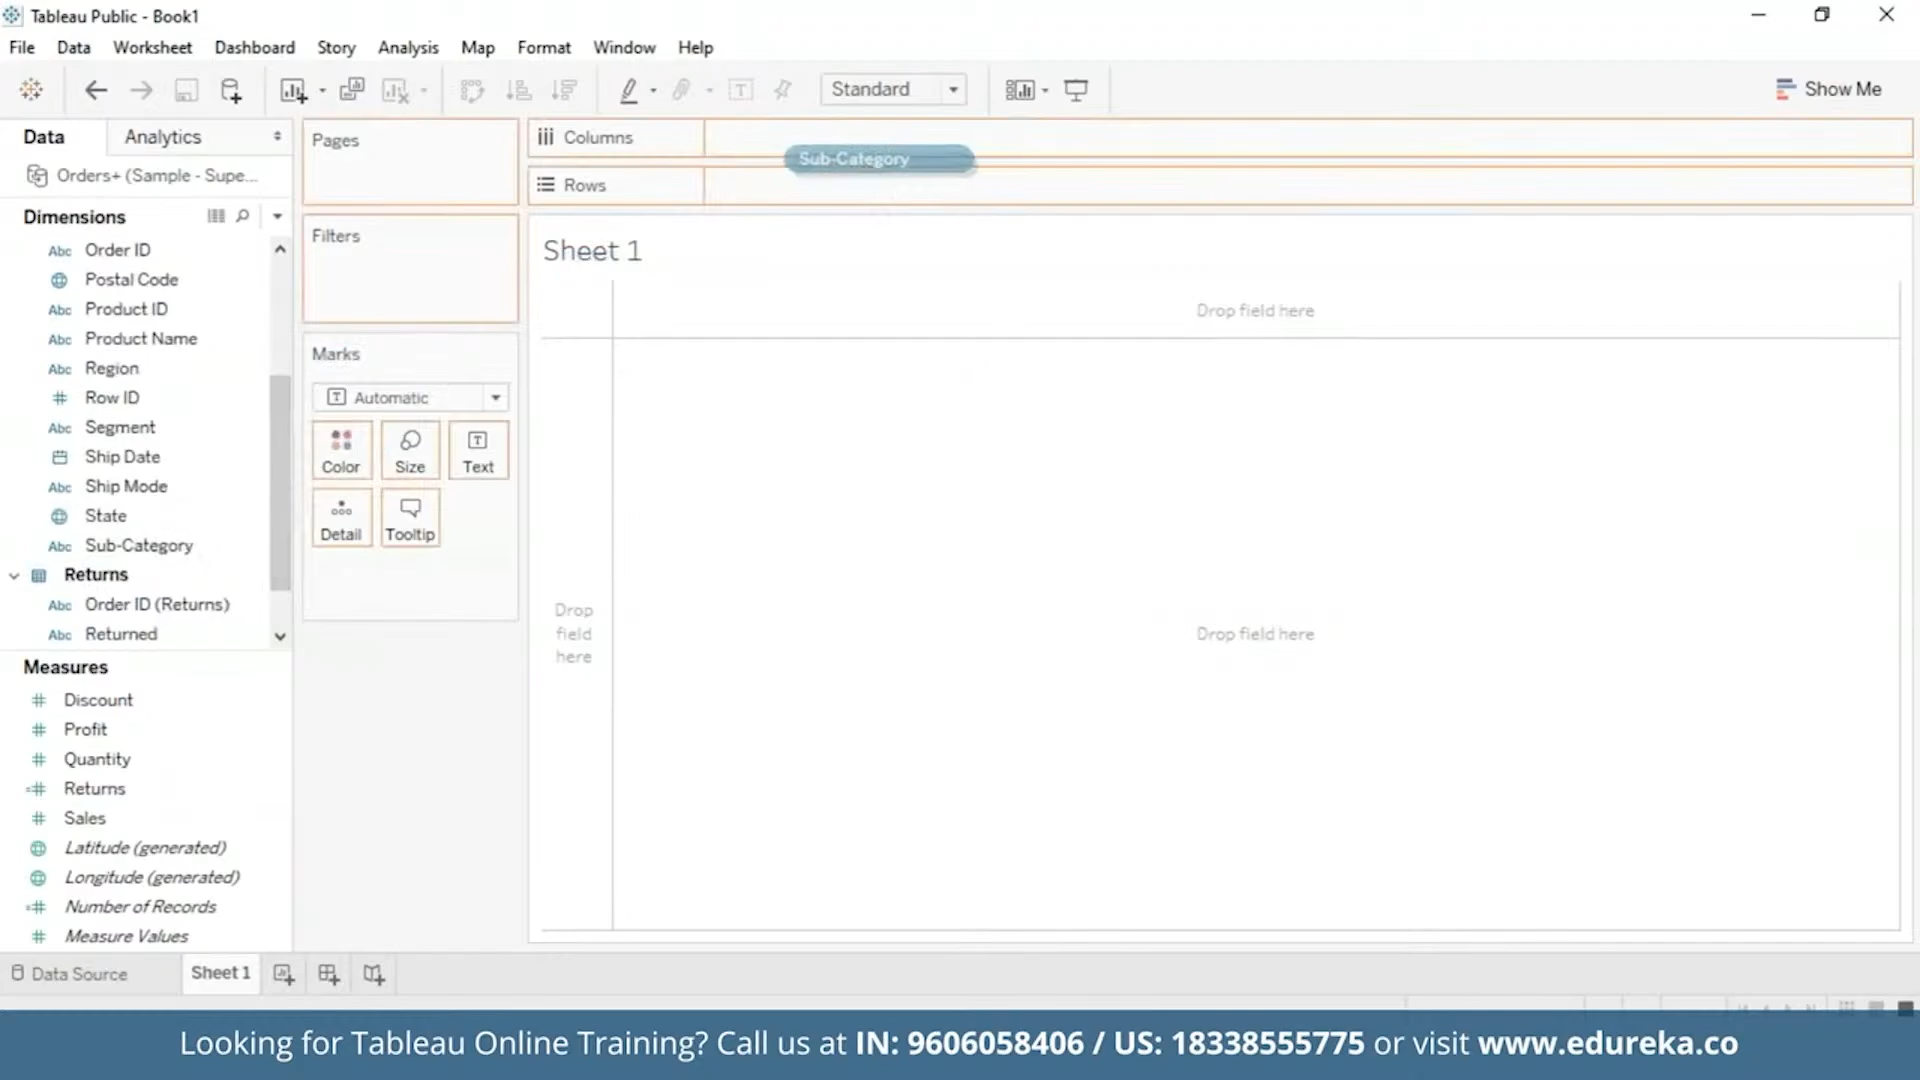 Tableau Public - Book1
File Data Worksheet Dashboard Story Analysis Map Format Window Help
Standard
Show Me
Data Analytics
Orders+ (Sample - Supe...
Dimensions
Abc Order ID
Postal Code
Abc Product ID
Abc Product Name
Abc Region
# Row ID
Abc Segment
Ship Date
Abc Ship Mode
State
Abc Sub-Category
Returns
Abc Order ID (Returns)
Abc Returned
Measures
# Discount
# Profit
# Quantity
=# Returns
# Sales
Latitude (generated)
Longitude (generated)
=# Number of Records
# Measure Values
Pages
Filters
Marks
Automatic
Color Size Text
Detail Tooltip
Columns
Sub-Category
Rows
Sheet 1
Drop field here
Drop
field
here
Drop field here
Data Source Sheet 1
Looking for Tableau Online Training? Call us at IN: 9606058406 / US: 18338555775 or visit www.edureka.co